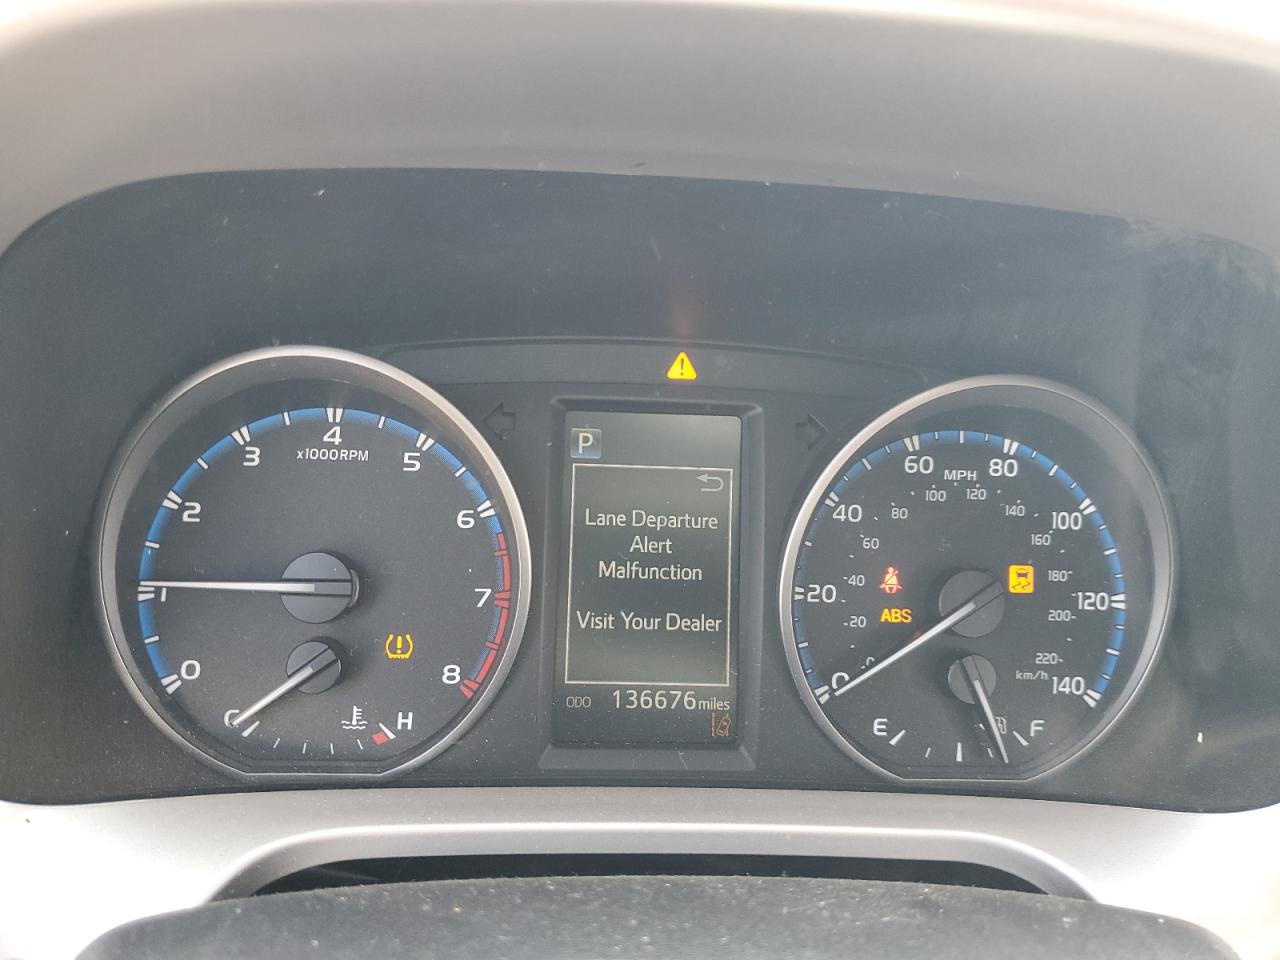 P
Lane Departure
Alert
Malfunction
Visit Your Dealer
ODO 136676 miles
0
1
2
3
4
5
6
7
8
x1000RPM
H
ABS
MPH
20
40
60
80
100
120
140
20
40
60
80
100
120
140
160
180
200
220
km/h
E
F